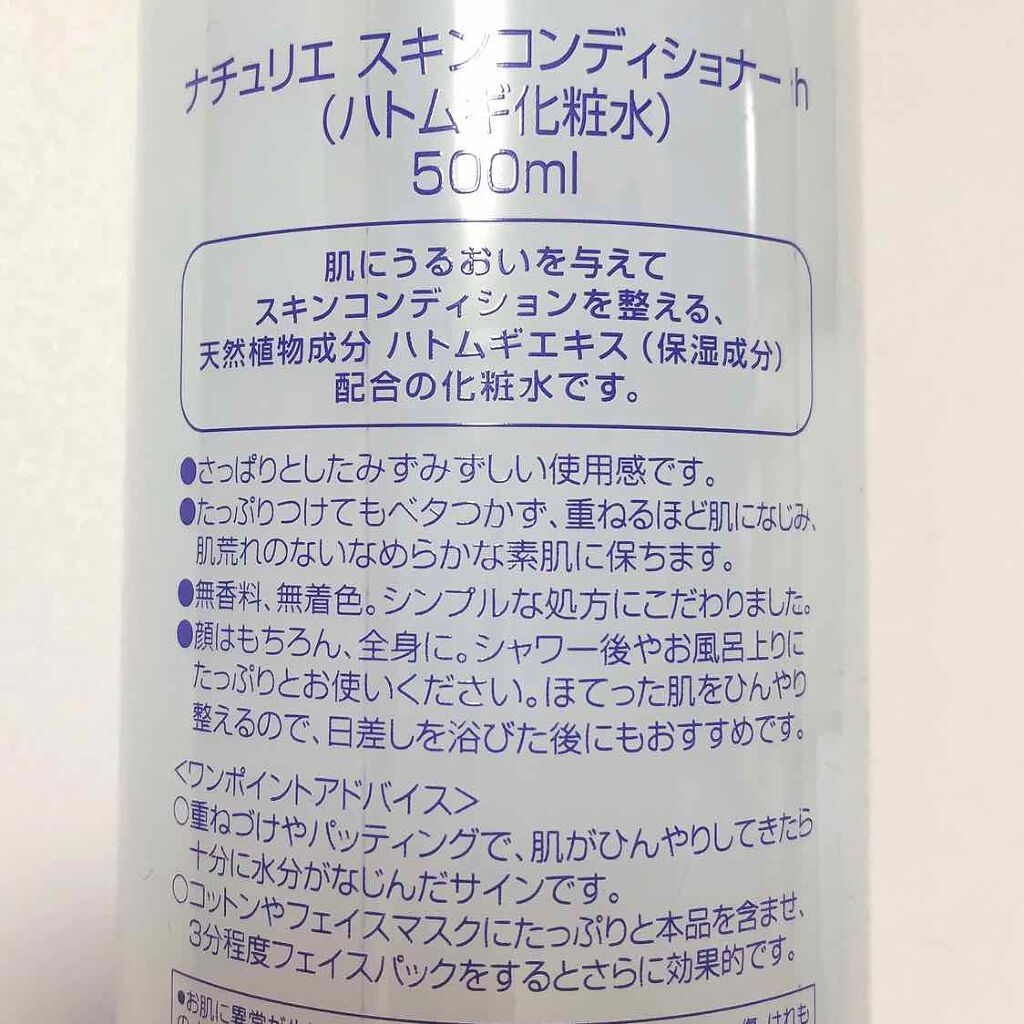 ナチュリエ スキンコンディショナー h
(ハトムギ化粧水)
500ml
肌にうるおいを与えて
スキンコンディションを整える、
天然植物成分 ハトムギエキス(保湿成分)
配合の化粧水です。
●さっぱりとしたみずみずしい使用感です。
●たっぷりつけてもベタつかず、重ねるほど肌になじみ、
肌荒れのないなめらかな素肌に保ちます。
●無香料、無着色。シンプルな処方にこだわりました。
●顔はもちろん、全身に。シャワー後やお風呂上りに
たっぷりとお使いください。ほてった肌をひんやり
整えるので、日差しを浴びた後にもおすすめです。
<ワンポイントアドバイス>
○重ねづけやパッティングで、肌がひんやりしてきたら
十分に水分がなじんだサインです。
○コットンやフェイスマスクにたっぷりと本品を含ませ、
3分程度フェイスパックをするとさらに効果的です。
●お肌に異常が